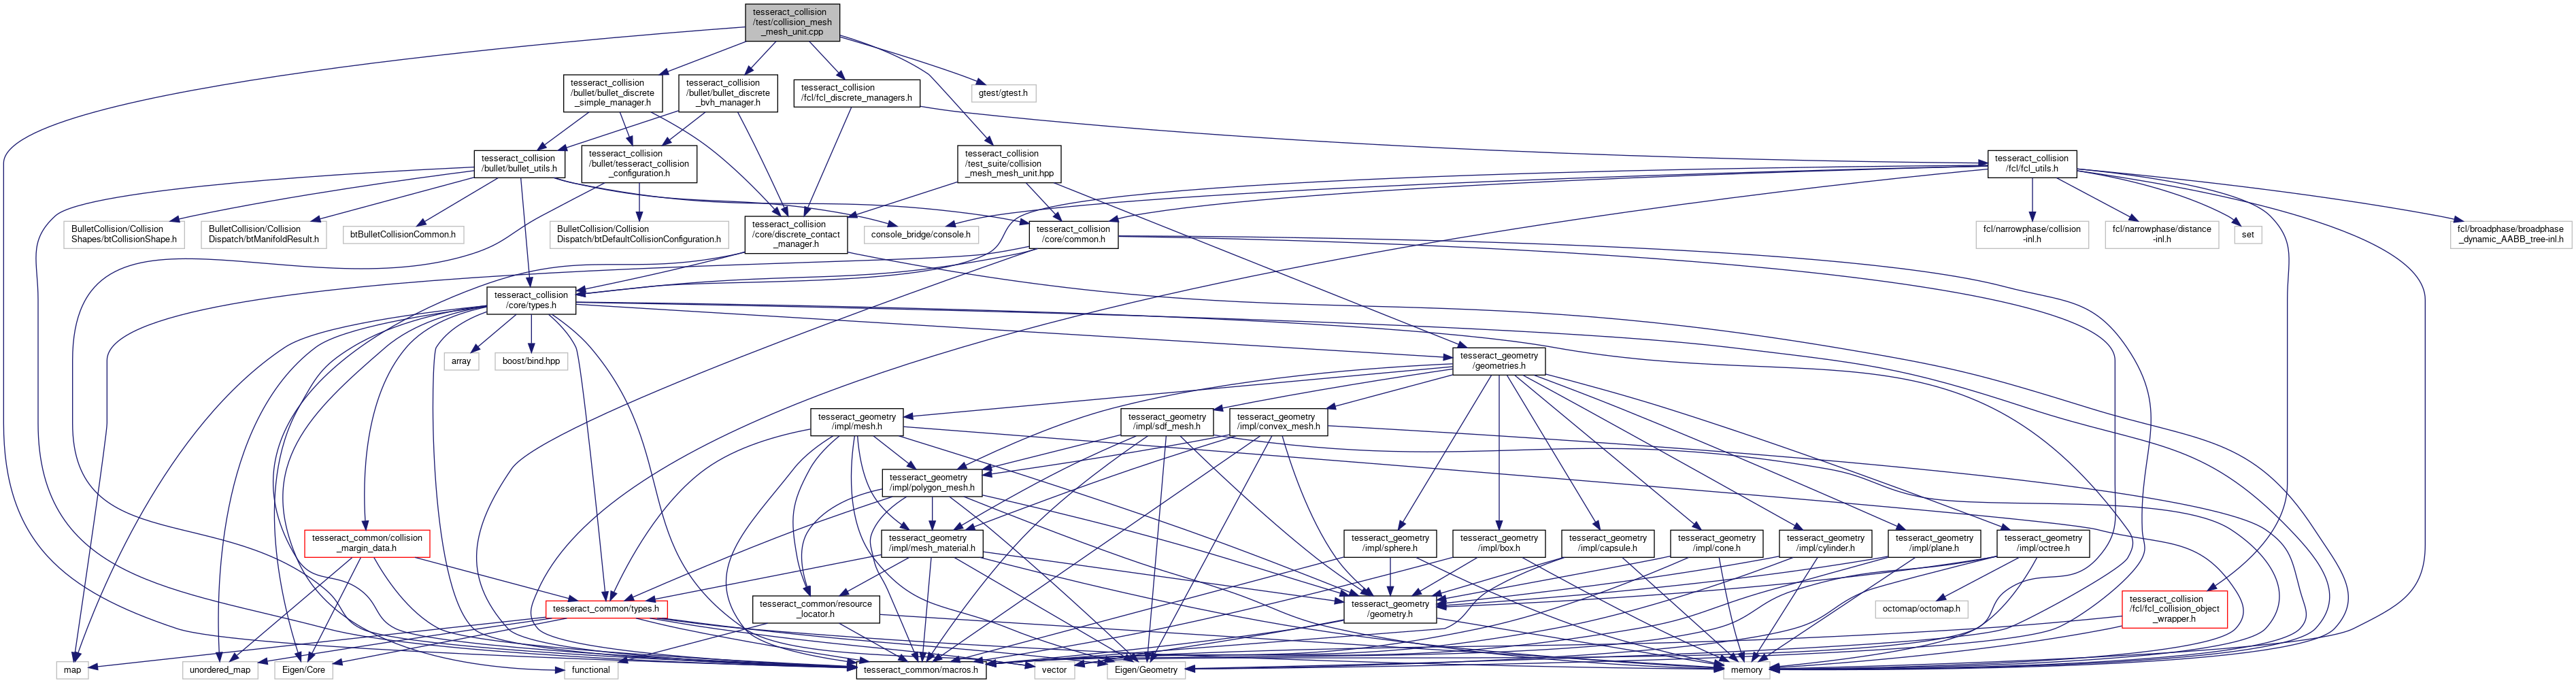 tesseract_collision
/test/collision_mesh
_mesh_unit.cpp
tesseract_collision
/bullet/bullet_discrete
_simple_manager.h
tesseract_collision
/bullet/bullet_discrete
_bvh_manager.h
tesseract_collision
/fcl/fcl_discrete_managers.h
gtest/gtest.h
tesseract_collision
/bullet/bullet_utils.h
tesseract_collision
/bullet/tesseract_collision
_configuration.h
tesseract_collision
/test_suite/collision
_mesh_mesh_unit.hpp
tesseract_collision
/fcl/fcl_utils.h
BulletCollision/Collision
Shapes/btCollisionShape.h
BulletCollision/Collision
Dispatch/btManifoldResult.h
btBulletCollisionCommon.h
BulletCollision/Collision
Dispatch/btDefaultCollisionConfiguration.h
tesseract_collision
/core/discrete_contact
_manager.h
console_bridge/console.h
tesseract_collision
/core/common.h
fcl/narrowphase/collision
-inl.h
fcl/narrowphase/distance
-inl.h
set
fcl/broadphase/broadphase
_dynamic_AABB_tree-inl.h
tesseract_collision
/core/types.h
array
boost/bind.hpp
tesseract_geometry
/geometries.h
tesseract_geometry
/impl/mesh.h
tesseract_geometry
/impl/sdf_mesh.h
tesseract_geometry
/impl/convex_mesh.h
tesseract_geometry
/impl/polygon_mesh.h
tesseract_common/collision
_margin_data.h
tesseract_geometry
/impl/mesh_material.h
tesseract_geometry
/impl/sphere.h
tesseract_geometry
/impl/box.h
tesseract_geometry
/impl/capsule.h
tesseract_geometry
/impl/cone.h
tesseract_geometry
/impl/cylinder.h
tesseract_geometry
/impl/plane.h
tesseract_geometry
/impl/octree.h
tesseract_common/types.h
tesseract_common/resource
_locator.h
tesseract_geometry
/geometry.h
octomap/octomap.h
tesseract_collision
/fcl/fcl_collision_object
_wrapper.h
map
unordered_map
Eigen/Core
functional
tesseract_common/macros.h
vector
Eigen/Geometry
memory